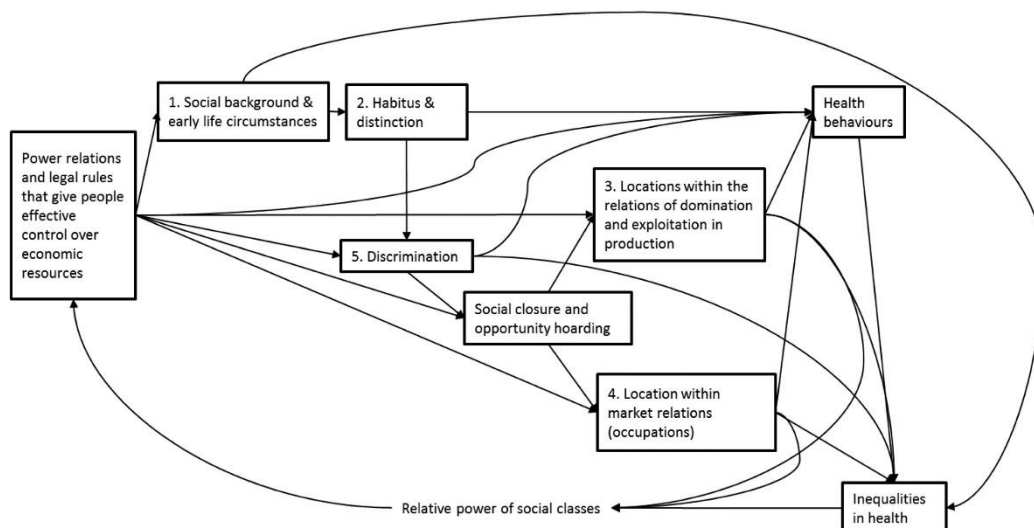 1. Social background &
early life circumstances
2. Habitus &
distinction
Health
behaviours
Power relations
and legal rules
that give people
effective
control over
economic
resources
3. Locations within the
relations of domination
and exploitation in
production
5. Discrimination
Social closure and
opportunity hoarding
4. Location within
market relations
(occupations)
Relative power of social classes
Inequalities
in health